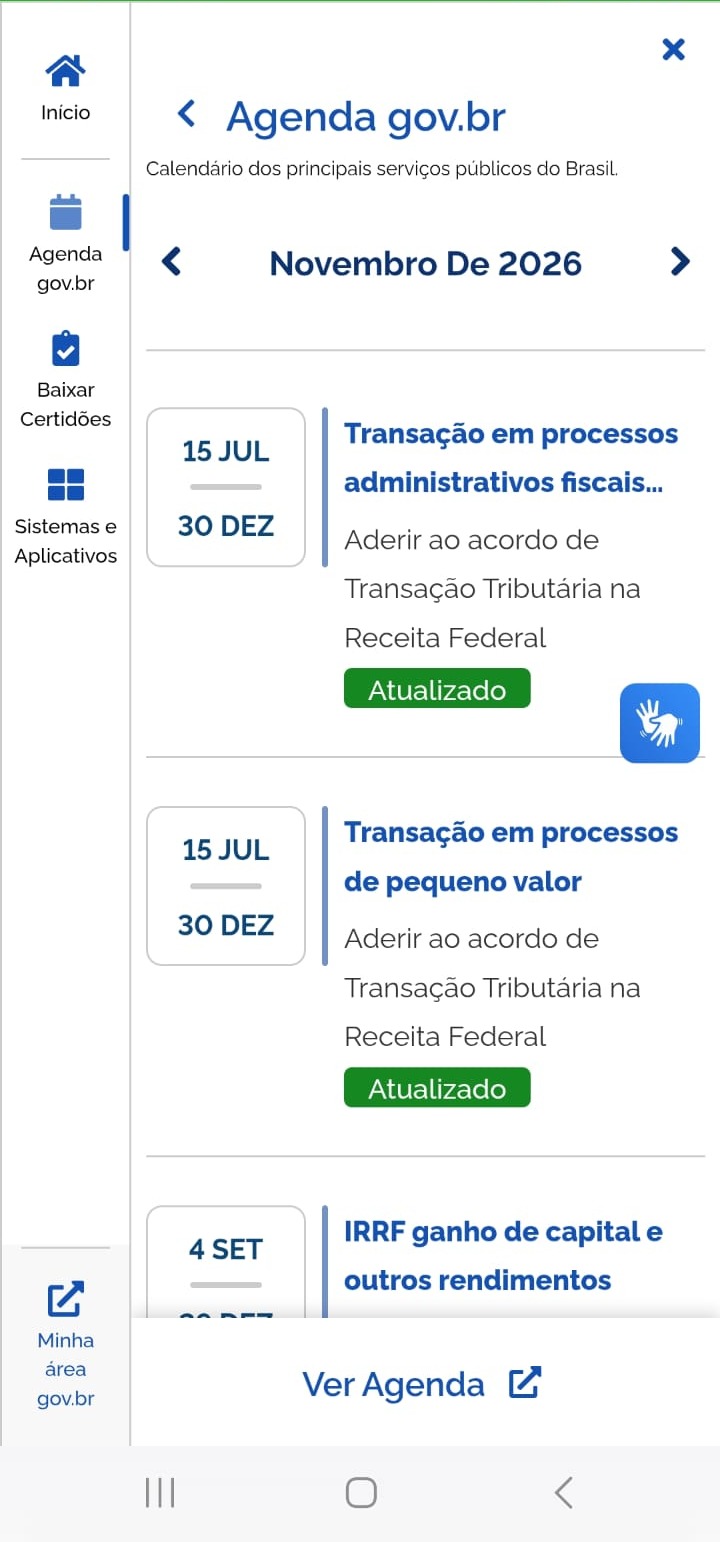 Início
Agenda
gov.br
Baixar
Certidões
Sistemas e
Aplicativos
Minha
área
gov.br
Agenda gov.br
Calendário dos principais serviços públicos do Brasil.
Novembro De 2026
15 JUL
30 DEZ
Transação em processos
administrativos fiscais...
Aderir ao acordo de
Transação Tributária na
Receita Federal
Atualizado
15 JUL
30 DEZ
Transação em processos
de pequeno valor
Aderir ao acordo de
Transação Tributária na
Receita Federal
Atualizado
4 SET
DEZ
IRRF ganho de capital e
outros rendimentos
Ver Agenda